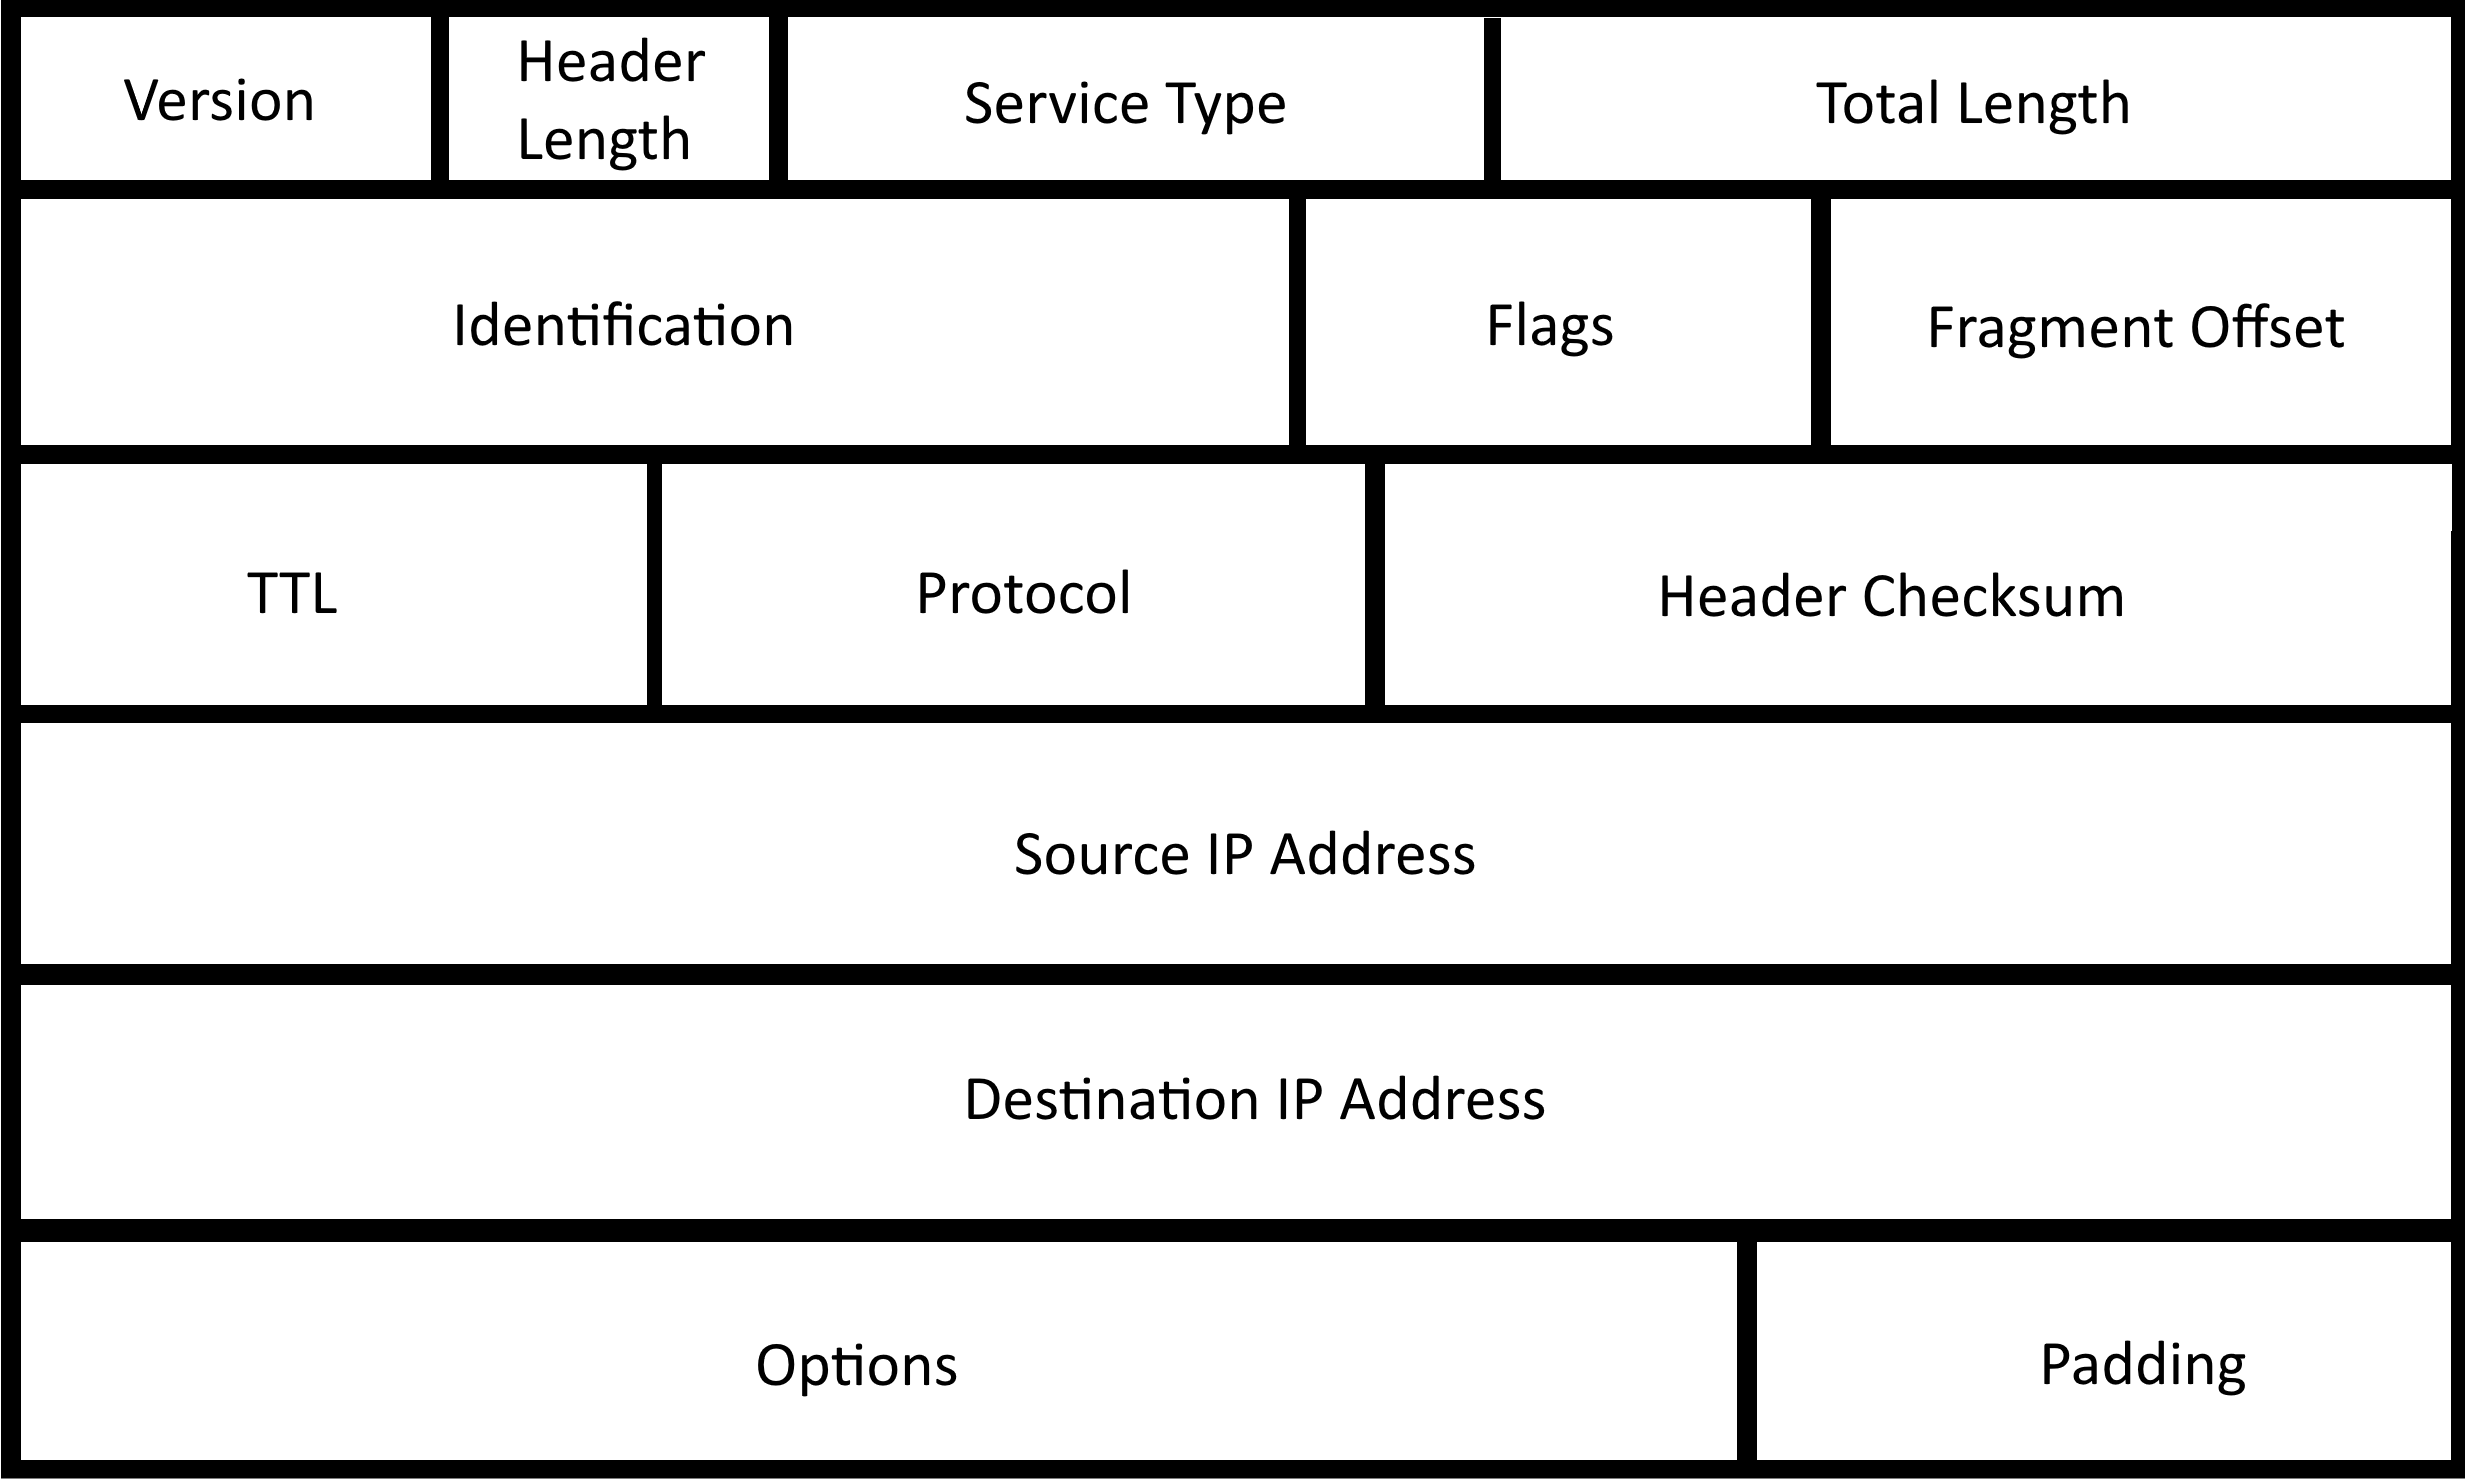 Version
Header
Length
Service Type
Total Length
Identification
Flags
Fragment Offset
TTL
Protocol
Header Checksum
Source IP Address
Destination IP Address
Options
Padding